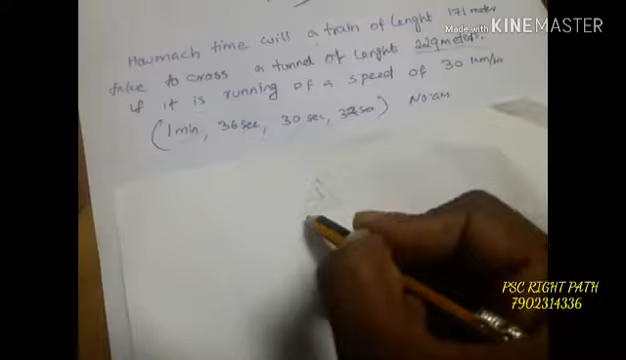 Made with KINEMASTER
Howmach time will a train of lenght 171 meter
take to cross a tunnel of lenght 229 meter.
if it is running of a speed of 30 km/hr
(1 min, 36 sec, 30 sec, 32 sec)
PSC RIGHT PATH
7902314336